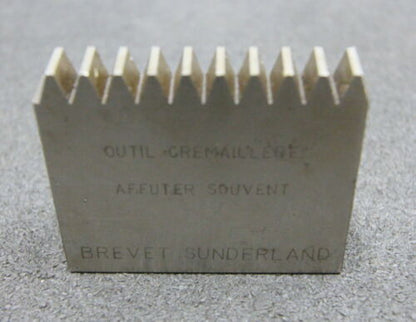 OUTIL CREMAILLERE
AFFUTER SOUVENT
BREVET SUNDERLAND